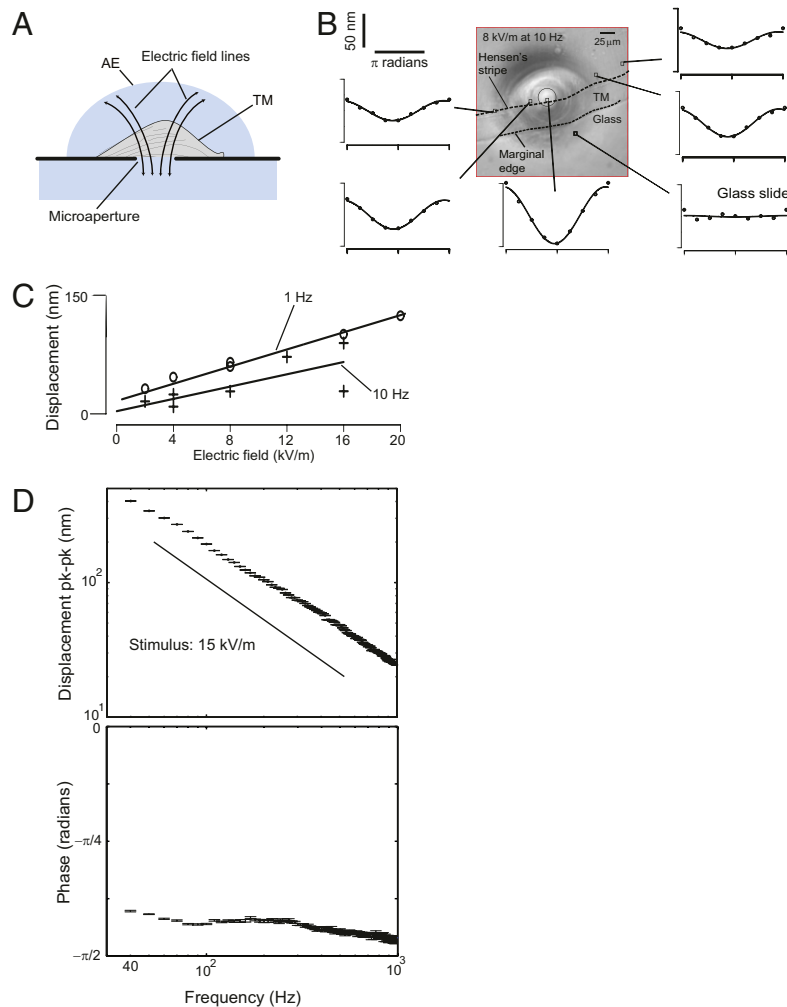 A
AE
Electric field lines
TM
Microaperture
B
50 nm
π radians
8 kV/m at 10 Hz
25 µm
Hensen's
stripe
TM
Glass
Marginal
edge
Glass slide
C
Displacement (nm)
150
0
1 Hz
10 Hz
0 4 8 12 16 20
Electric field (kV/m)
D
Displacement pk-pk (nm)
10²
10¹
Stimulus: 15 kV/m
Phase (radians)
0
−π/4
−π/2
40 10² 10³
Frequency (Hz)